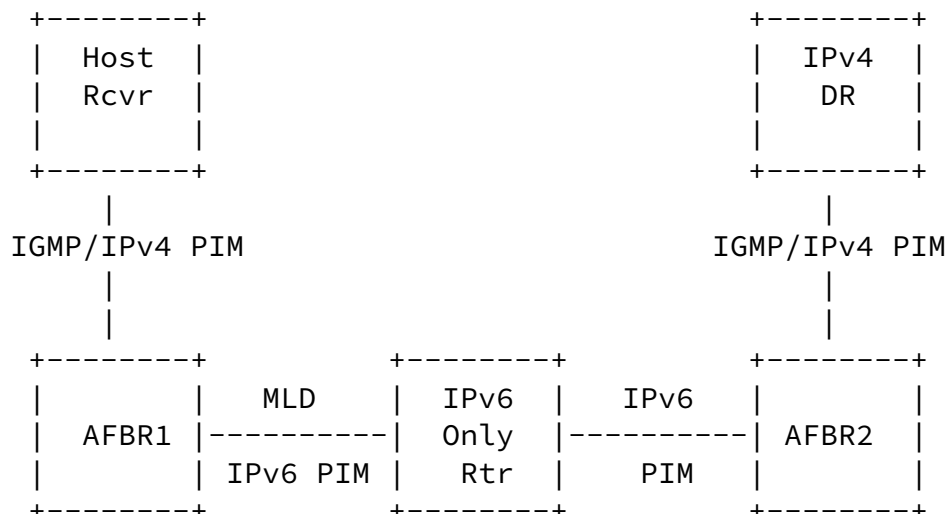 Host IPv4
Rcvr DR
IGMP/IPv4 PIM IGMP/IPv4 PIM
MLD IPv6 IPv6
AFBR1 Only AFBR2
IPv6 PIM Rtr PIM